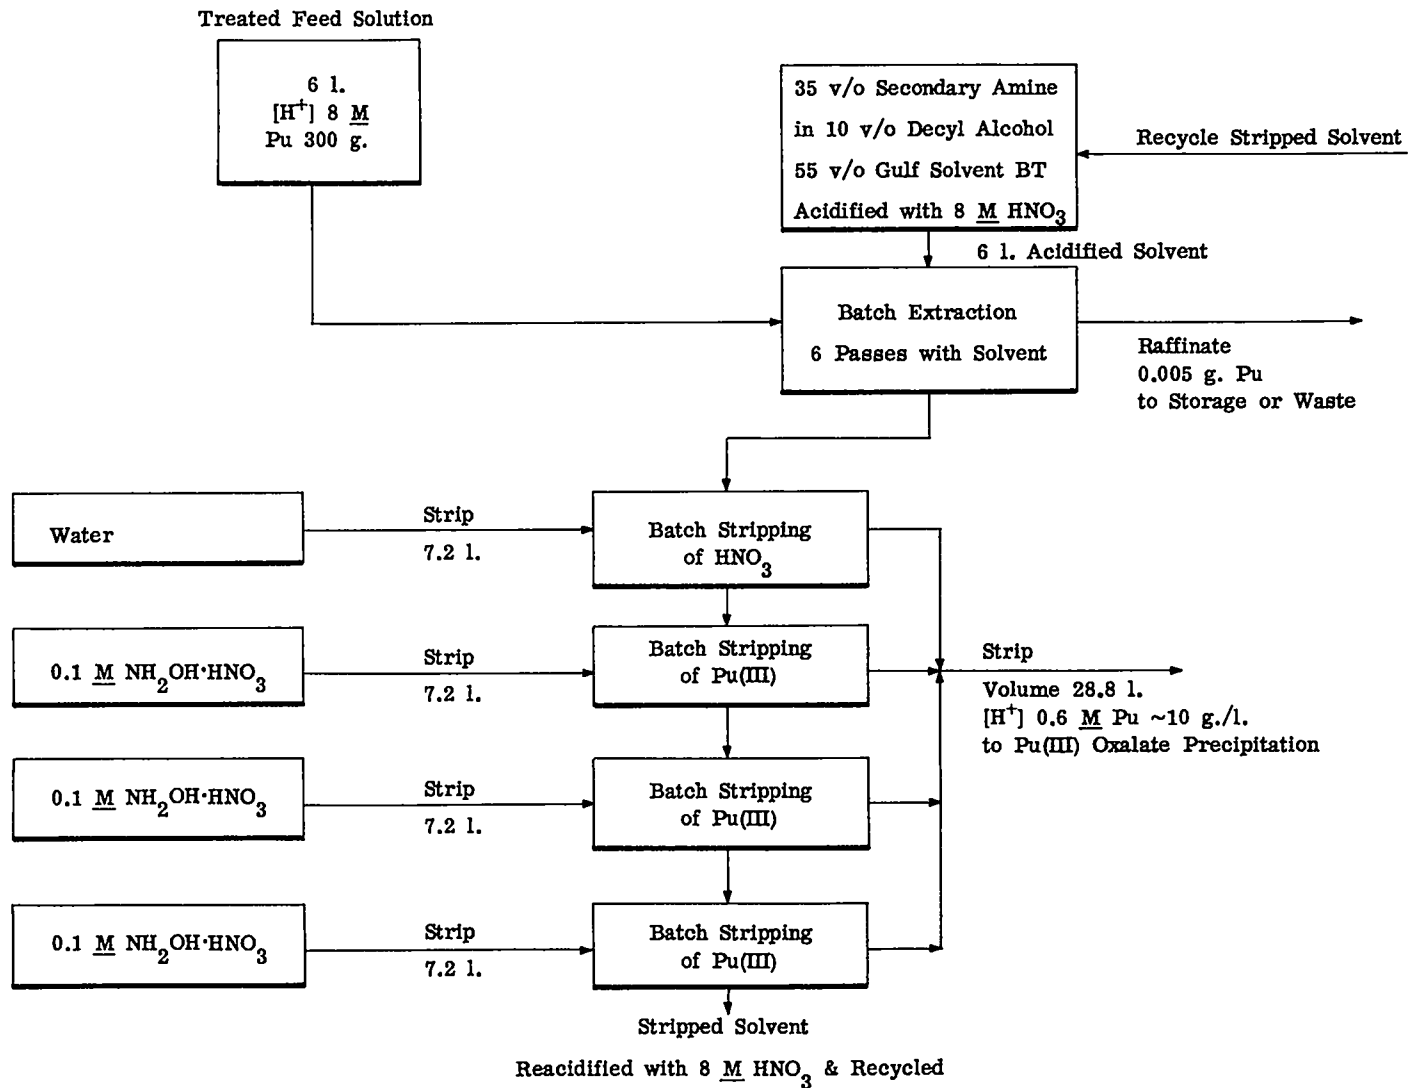 Treated Feed Solution
6 l.
[H⁺] 8 M
Pu 300 g.
35 v/o Secondary Amine
in 10 v/o Decyl Alcohol
55 v/o Gulf Solvent BT
Acidified with 8 M HNO₃
Recycle Stripped Solvent
6 l. Acidified Solvent
Batch Extraction
6 Passes with Solvent
Raffinate
0.005 g. Pu
to Storage or Waste
Water
Strip
7.2 l.
Batch Stripping
of HNO₃
0.1 M NH₂OH·HNO₃
Strip
7.2 l.
Batch Stripping
of Pu(III)
Strip
Volume 28.8 l.
[H⁺] 0.6 M Pu ~10 g./l.
to Pu(III) Oxalate Precipitation
0.1 M NH₂OH·HNO₃
Strip
7.2 l.
Batch Stripping
of Pu(III)
0.1 M NH₂OH·HNO₃
Strip
7.2 l.
Batch Stripping
of Pu(III)
Stripped Solvent
Reacidified with 8 M HNO₃ & Recycled